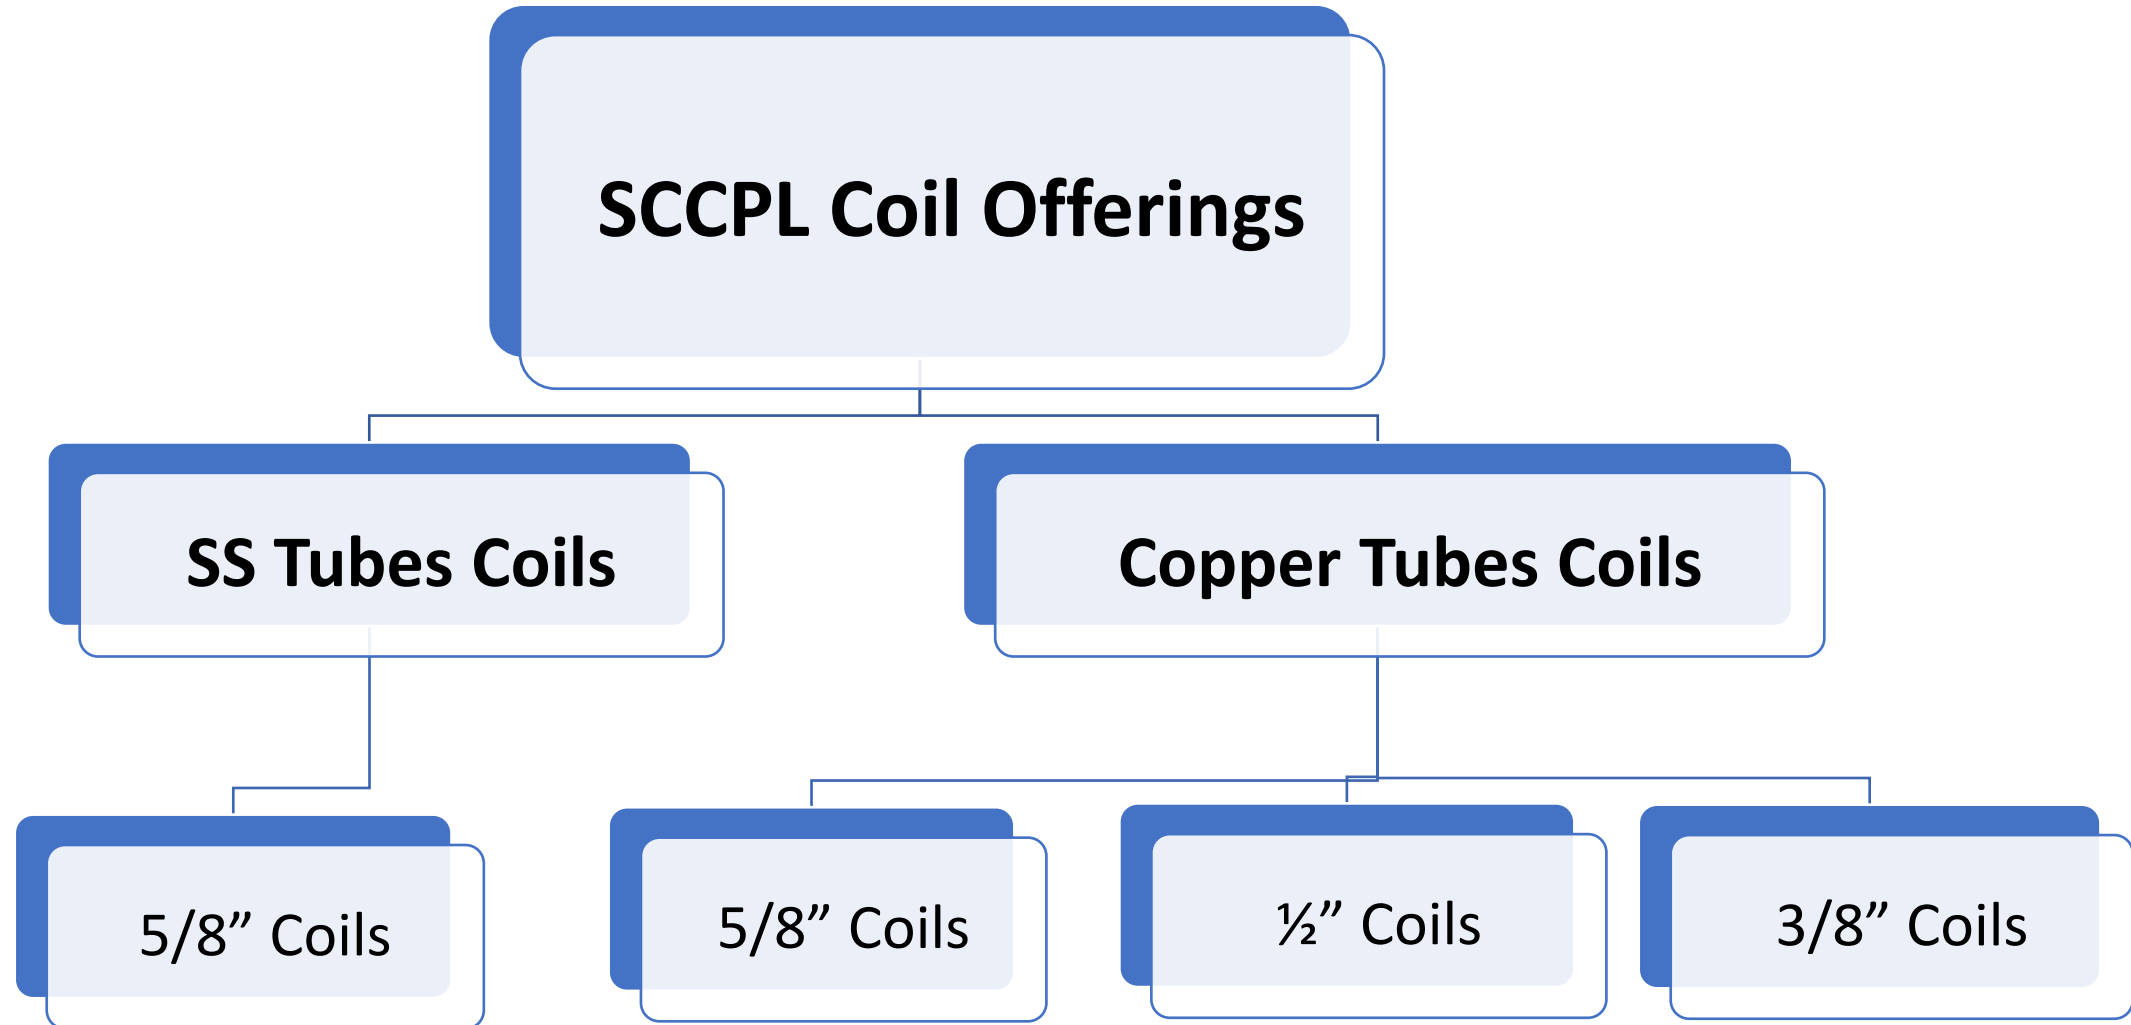 SCCPL Coil Offerings
SS Tubes Coils
Copper Tubes Coils
5/8” Coils
5/8” Coils
½” Coils
3/8” Coils